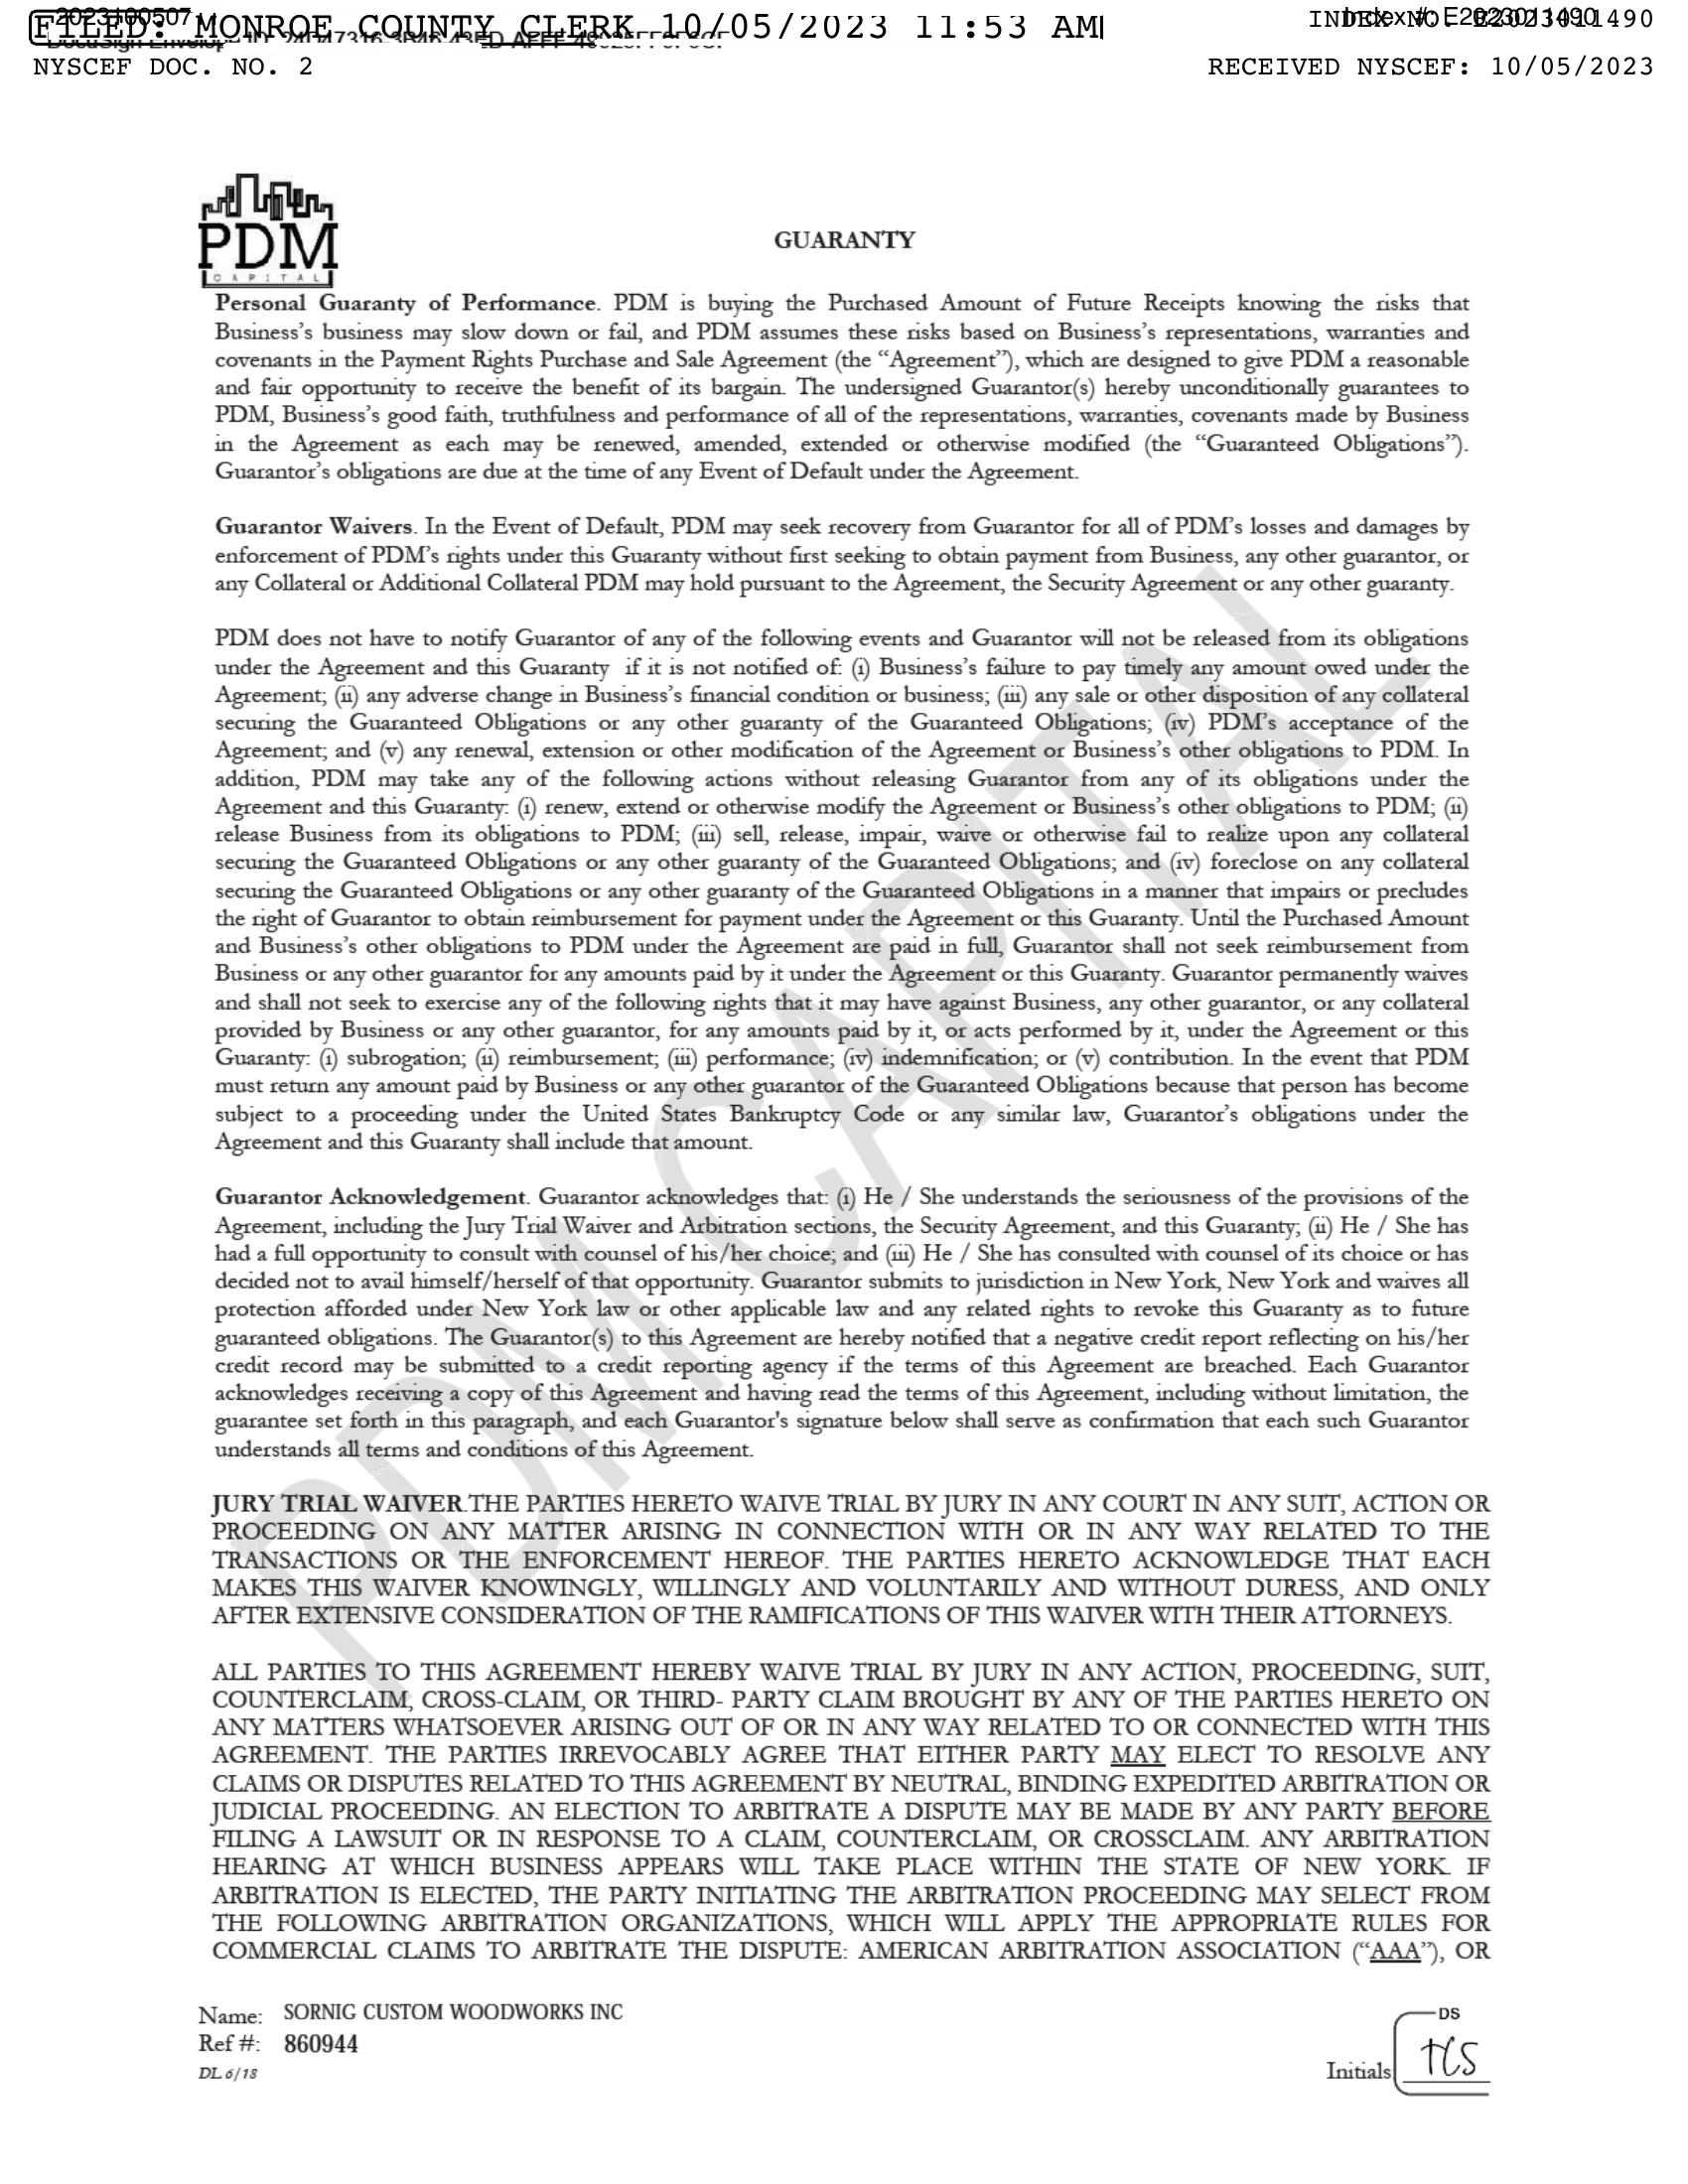 FILED: MONROE COUNTY CLERK 10/05/2023 11:53 AM
INDEX NO. E2023011490
202310050711
Index #: E2023011490
NYSCEF DOC. NO. 2
RECEIVED NYSCEF: 10/05/2023
PDM
CAPITAL
GUARANTY
Personal Guaranty of Performance. PDM is buying the Purchased Amount of Future Receipts knowing the risks that
Business’s business may slow down or fail, and PDM assumes these risks based on Business’s representations, warranties and
covenants in the Payment Rights Purchase and Sale Agreement (the “Agreement”), which are designed to give PDM a reasonable
and fair opportunity to receive the benefit of its bargain. The undersigned Guarantor(s) hereby unconditionally guarantees to
PDM, Business’s good faith, truthfulness and performance of all of the representations, warranties, covenants made by Business
in the Agreement as each may be renewed, amended, extended or otherwise modified (the “Guaranteed Obligations”).
Guarantor’s obligations are due at the time of any Event of Default under the Agreement.
Guarantor Waivers. In the Event of Default, PDM may seek recovery from Guarantor for all of PDM’s losses and damages by
enforcement of PDM’s rights under this Guaranty without first seeking to obtain payment from Business, any other guarantor, or
any Collateral or Additional Collateral PDM may hold pursuant to the Agreement, the Security Agreement or any other guaranty.
PDM does not have to notify Guarantor of any of the following events and Guarantor will not be released from its obligations
under the Agreement and this Guaranty if it is not notified of: (i) Business’s failure to pay timely any amount owed under the
Agreement; (ii) any adverse change in Business’s financial condition or business; (iii) any sale or other disposition of any collateral
securing the Guaranteed Obligations or any other guaranty of the Guaranteed Obligations; (iv) PDM’s acceptance of the
Agreement; and (v) any renewal, extension or other modification of the Agreement or Business’s other obligations to PDM. In
addition, PDM may take any of the following actions without releasing Guarantor from any of its obligations under the
Agreement and this Guaranty: (i) renew, extend or otherwise modify the Agreement or Business’s other obligations to PDM; (ii)
release Business from its obligations to PDM; (iii) sell, release, impair, waive or otherwise fail to realize upon any collateral
securing the Guaranteed Obligations or any other guaranty of the Guaranteed Obligations; and (iv) foreclose on any collateral
securing the Guaranteed Obligations or any other guaranty of the Guaranteed Obligations in a manner that impairs or precludes
the right of Guarantor to obtain reimbursement for payment under the Agreement or this Guaranty. Until the Purchased Amount
and Business’s other obligations to PDM under the Agreement are paid in full, Guarantor shall not seek reimbursement from
Business or any other guarantor for any amounts paid by it under the Agreement or this Guaranty. Guarantor permanently waives
and shall not seek to exercise any of the following rights that it may have against Business, any other guarantor, or any collateral
provided by Business or any other guarantor, for any amounts paid by it, or acts performed by it, under the Agreement or this
Guaranty: (i) subrogation; (ii) reimbursement; (iii) performance; (iv) indemnification; or (v) contribution. In the event that PDM
must return any amount paid by Business or any other guarantor of the Guaranteed Obligations because that person has become
subject to a proceeding under the United States Bankruptcy Code or any similar law, Guarantor’s obligations under the
Agreement and this Guaranty shall include that amount.
Guarantor Acknowledgement. Guarantor acknowledges that: (i) He / She understands the seriousness of the provisions of the
Agreement, including the Jury Trial Waiver and Arbitration sections, the Security Agreement, and this Guaranty; (ii) He / She has
had a full opportunity to consult with counsel of his/her choice; and (iii) He / She has consulted with counsel of its choice or has
decided not to avail himself/herself of that opportunity. Guarantor submits to jurisdiction in New York, New York and waives all
protection afforded under New York law or other applicable law and any related rights to revoke this Guaranty as to future
guaranteed obligations. The Guarantor(s) to this Agreement are hereby notified that a negative credit report reflecting on his/her
credit record may be submitted to a credit reporting agency if the terms of this Agreement are breached. Each Guarantor
acknowledges receiving a copy of this Agreement and having read the terms of this Agreement, including without limitation, the
guarantee set forth in this paragraph, and each Guarantor's signature below shall serve as confirmation that each such Guarantor
understands all terms and conditions of this Agreement.
JURY TRIAL WAIVER.THE PARTIES HERETO WAIVE TRIAL BY JURY IN ANY COURT IN ANY SUIT, ACTION OR
PROCEEDING ON ANY MATTER ARISING IN CONNECTION WITH OR IN ANY WAY RELATED TO THE
TRANSACTIONS OR THE ENFORCEMENT HEREOF. THE PARTIES HERETO ACKNOWLEDGE THAT EACH
MAKES THIS WAIVER KNOWINGLY, WILLINGLY AND VOLUNTARILY AND WITHOUT DURESS, AND ONLY
AFTER EXTENSIVE CONSIDERATION OF THE RAMIFICATIONS OF THIS WAIVER WITH THEIR ATTORNEYS.
ALL PARTIES TO THIS AGREEMENT HEREBY WAIVE TRIAL BY JURY IN ANY ACTION, PROCEEDING, SUIT,
COUNTERCLAIM, CROSS-CLAIM, OR THIRD- PARTY CLAIM BROUGHT BY ANY OF THE PARTIES HERETO ON
ANY MATTERS WHATSOEVER ARISING OUT OF OR IN ANY WAY RELATED TO OR CONNECTED WITH THIS
AGREEMENT. THE PARTIES IRREVOCABLY AGREE THAT EITHER PARTY MAY ELECT TO RESOLVE ANY
CLAIMS OR DISPUTES RELATED TO THIS AGREEMENT BY NEUTRAL, BINDING EXPEDITED ARBITRATION OR
JUDICIAL PROCEEDING. AN ELECTION TO ARBITRATE A DISPUTE MAY BE MADE BY ANY PARTY BEFORE
FILING A LAWSUIT OR IN RESPONSE TO A CLAIM, COUNTERCLAIM, OR CROSSCLAIM. ANY ARBITRATION
HEARING AT WHICH BUSINESS APPEARS WILL TAKE PLACE WITHIN THE STATE OF NEW YORK. IF
ARBITRATION IS ELECTED, THE PARTY INITIATING THE ARBITRATION PROCEEDING MAY SELECT FROM
THE FOLLOWING ARBITRATION ORGANIZATIONS, WHICH WILL APPLY THE APPROPRIATE RULES FOR
COMMERCIAL CLAIMS TO ARBITRATE THE DISPUTE: AMERICAN ARBITRATION ASSOCIATION (“AAA”), OR
PDM CAPITAL
Name: SORNIG CUSTOM WOODWORKS INC
Ref #: 860944
DL 6/18
DS
Initials